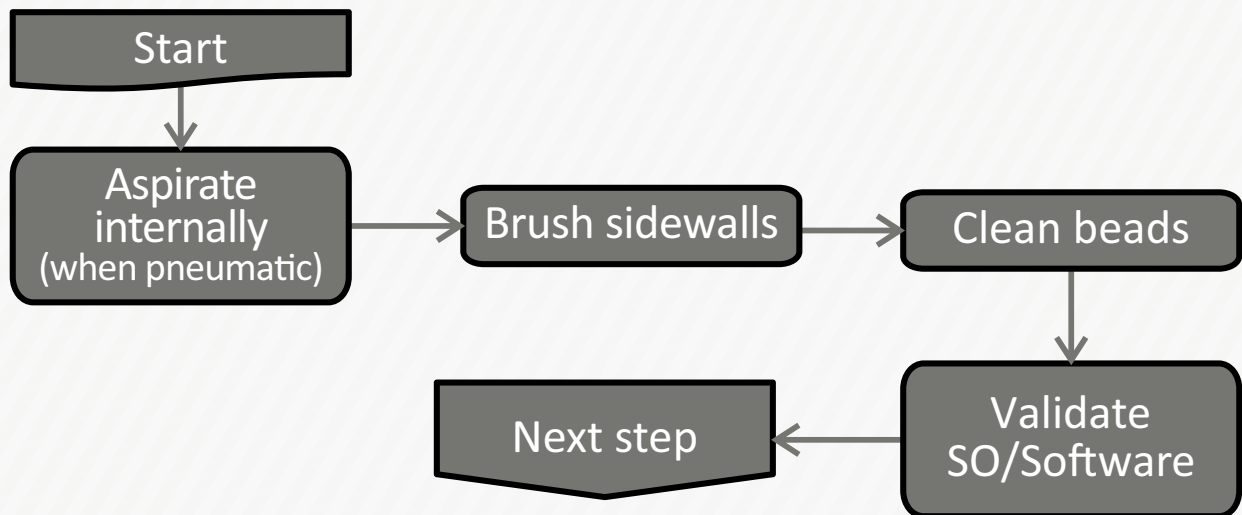 Start
Aspirate
internally
(when pneumatic)
Brush sidewalls
Clean beads
Validate
SO/Software
Next step